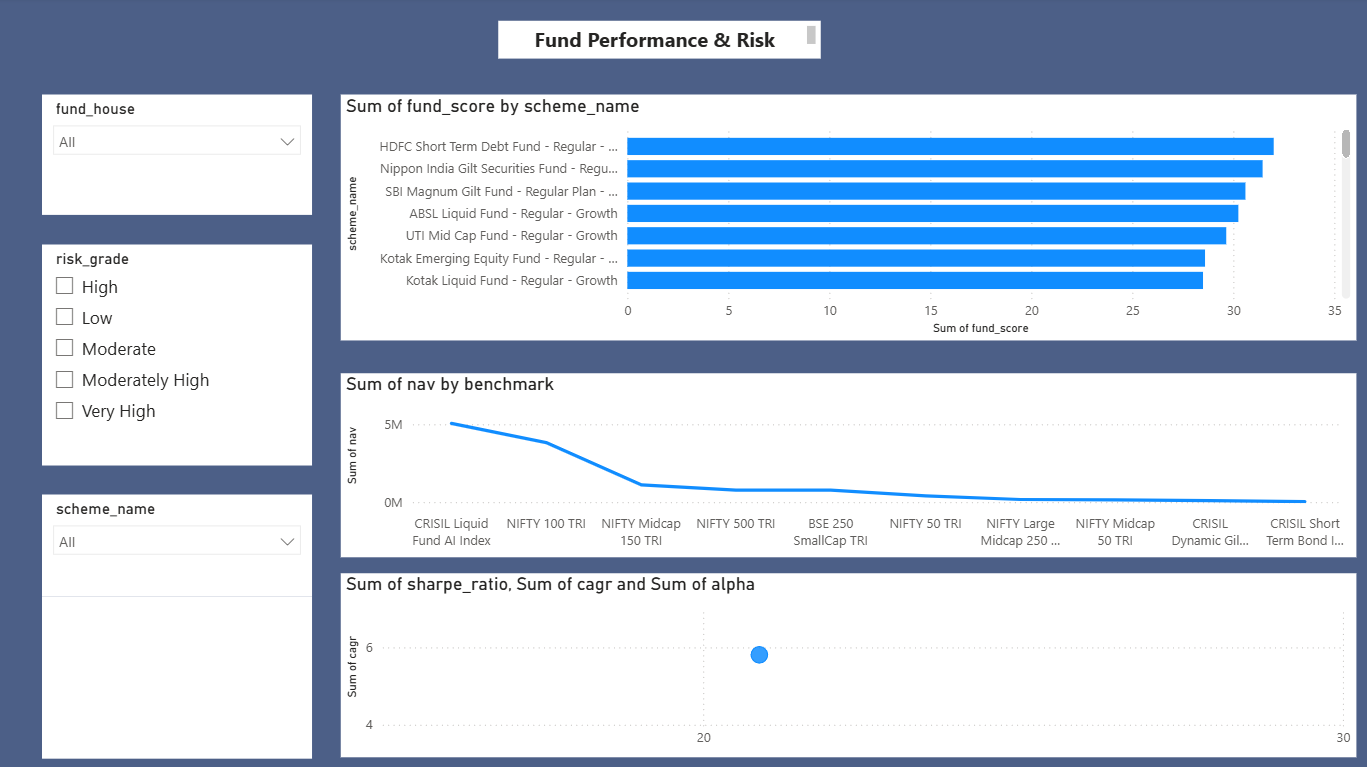 Fund Performance & Risk
fund_house
All
risk_grade
High
Low
Moderate
Moderately High
Very High
scheme_name
All
Sum of fund_score by scheme_name
scheme_name
HDFC Short Term Debt Fund - Regular - ...
Nippon India Gilt Securities Fund - Regu...
SBI Magnum Gilt Fund - Regular Plan - ...
ABSL Liquid Fund - Regular - Growth
UTI Mid Cap Fund - Regular - Growth
Kotak Emerging Equity Fund - Regular - ...
Kotak Liquid Fund - Regular - Growth
0 5 10 15 20 25 30 35
Sum of fund_score
Sum of nav by benchmark
Sum of nav
5M
0M
CRISIL Liquid NIFTY 100 TRI NIFTY Midcap NIFTY 500 TRI BSE 250 NIFTY 50 TRI NIFTY Large NIFTY Midcap CRISIL CRISIL Short
Fund AI Index 150 TRI SmallCap TRI Midcap 250 ... 50 TRI Dynamic Gil... Term Bond I...
Sum of sharpe_ratio, Sum of cagr and Sum of alpha
Sum of cagr
6
4
20 30